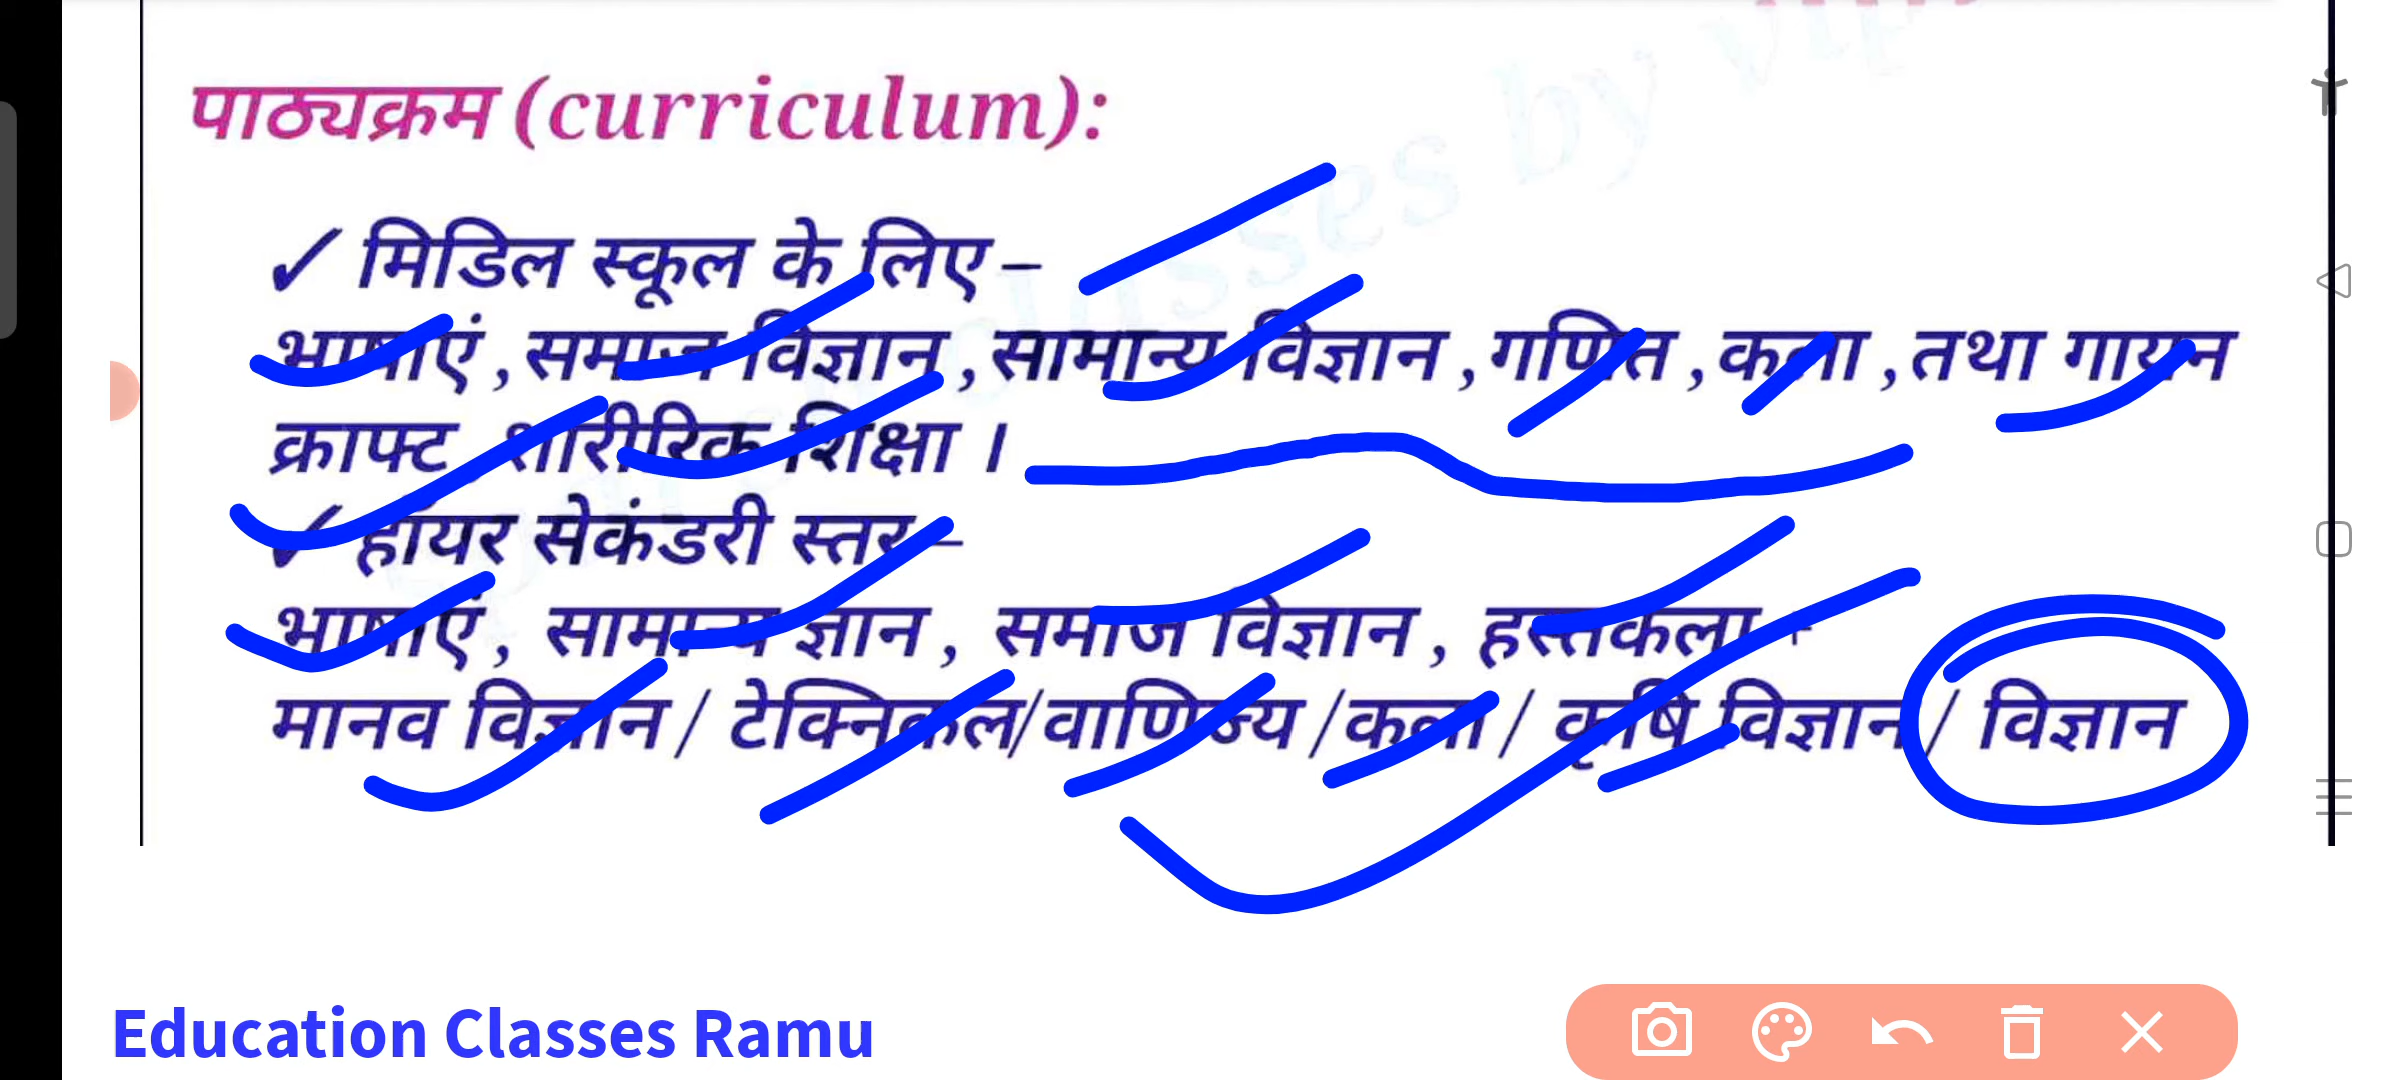 पाठ्यक्रम (curriculum):
✓ मिडिल स्कूल के लिए –
भाषाएं ,समाज विज्ञान ,सामान्य विज्ञान ,गणित ,कला ,तथा गायन
क्राफ्ट शारीरिक शिक्षा ।
✓ हायर सेकंडरी स्तर –
भाषाएं , सामान्य ज्ञान , समाज विज्ञान , हस्तकला +
मानव विज्ञान / टेक्निकल/वाणिज्य /कला / कृषि विज्ञान/ विज्ञान
Education Classes Ramu